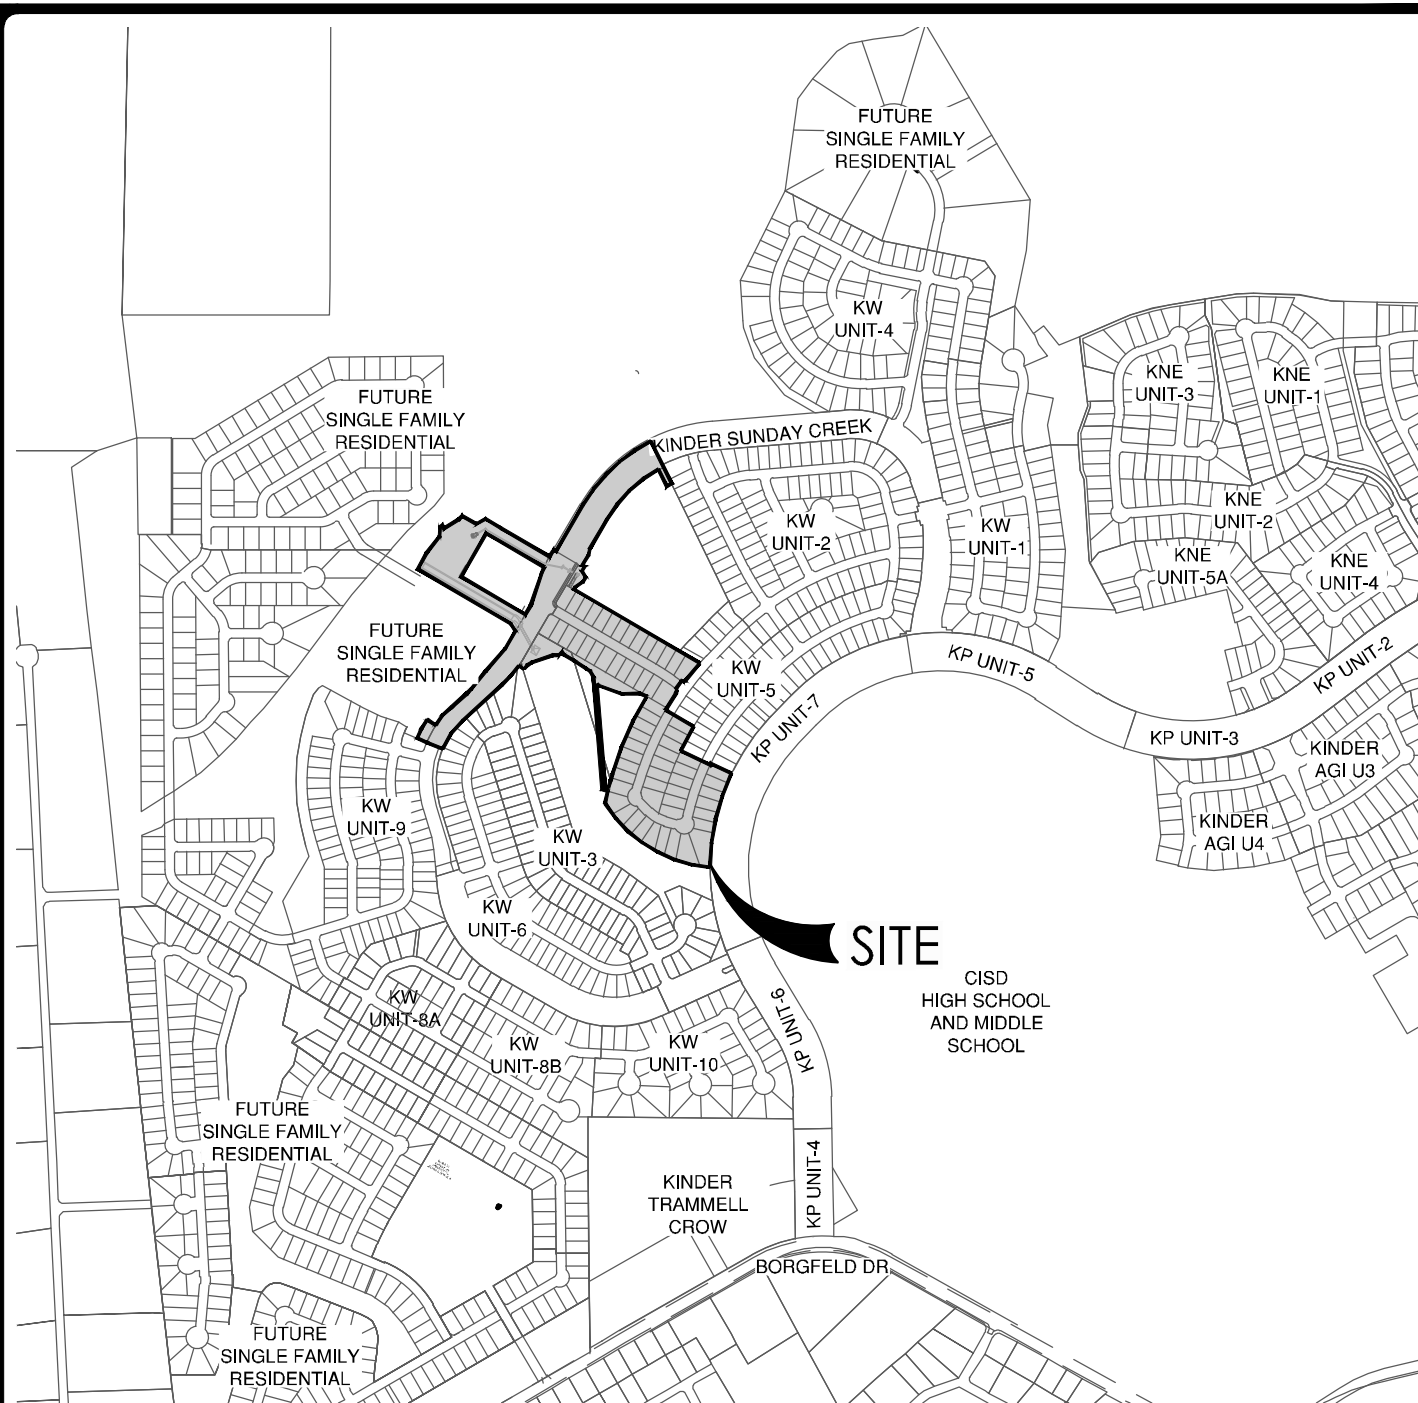 FUTURE
SINGLE FAMILY
RESIDENTIAL
KW
UNIT-4
KNE
UNIT-3
KNE
UNIT-1
FUTURE
SINGLE FAMILY
RESIDENTIAL
KINDER SUNDAY CREEK
KW
UNIT-2
KW
UNIT-1
KNE
UNIT-2
KNE
UNIT-5A
KNE
UNIT-4
FUTURE
SINGLE FAMILY
RESIDENTIAL
KW
UNIT-5
KP UNIT-7
KP UNIT-5
KP UNIT-2
KP UNIT-3
KINDER
AGI U3
KINDER
AGI U4
KW
UNIT-9
KW
UNIT-3
KW
UNIT-6
SITE
CISD
HIGH SCHOOL
AND MIDDLE
SCHOOL
KW
UNIT-8A
KW
UNIT-8B
KW
UNIT-10
KP UNIT-6
FUTURE
SINGLE FAMILY
RESIDENTIAL
KINDER
TRAMMELL
CROW
KP UNIT-4
BORGFELD DR
FUTURE
SINGLE FAMILY
RESIDENTIAL